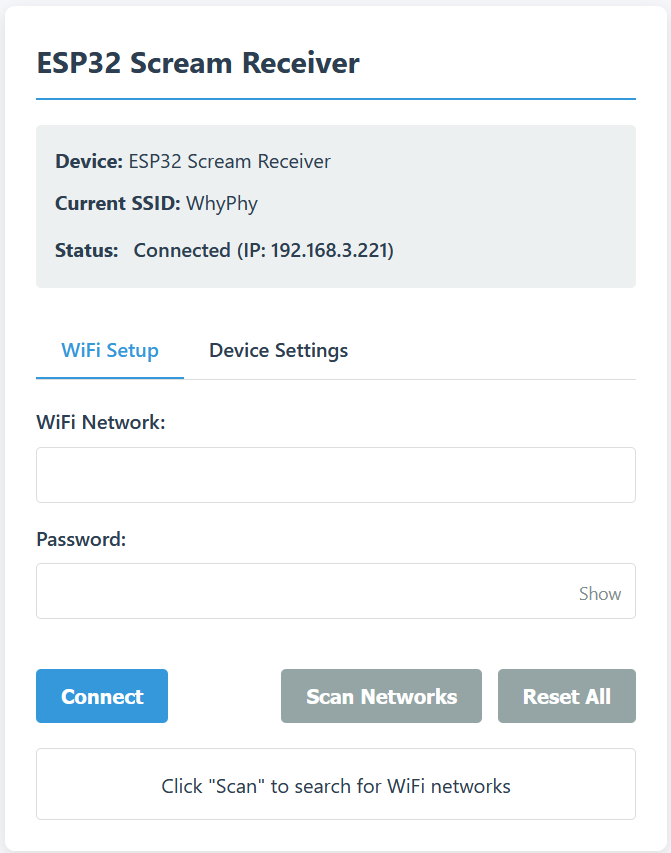 ESP32 Scream Receiver
Device: ESP32 Scream Receiver
Current SSID: WhyPhy
Status: Connected (IP: 192.168.3.221)
WiFi Setup Device Settings
WiFi Network:
Password:
Show
Connect Scan Networks Reset All
Click "Scan" to search for WiFi networks